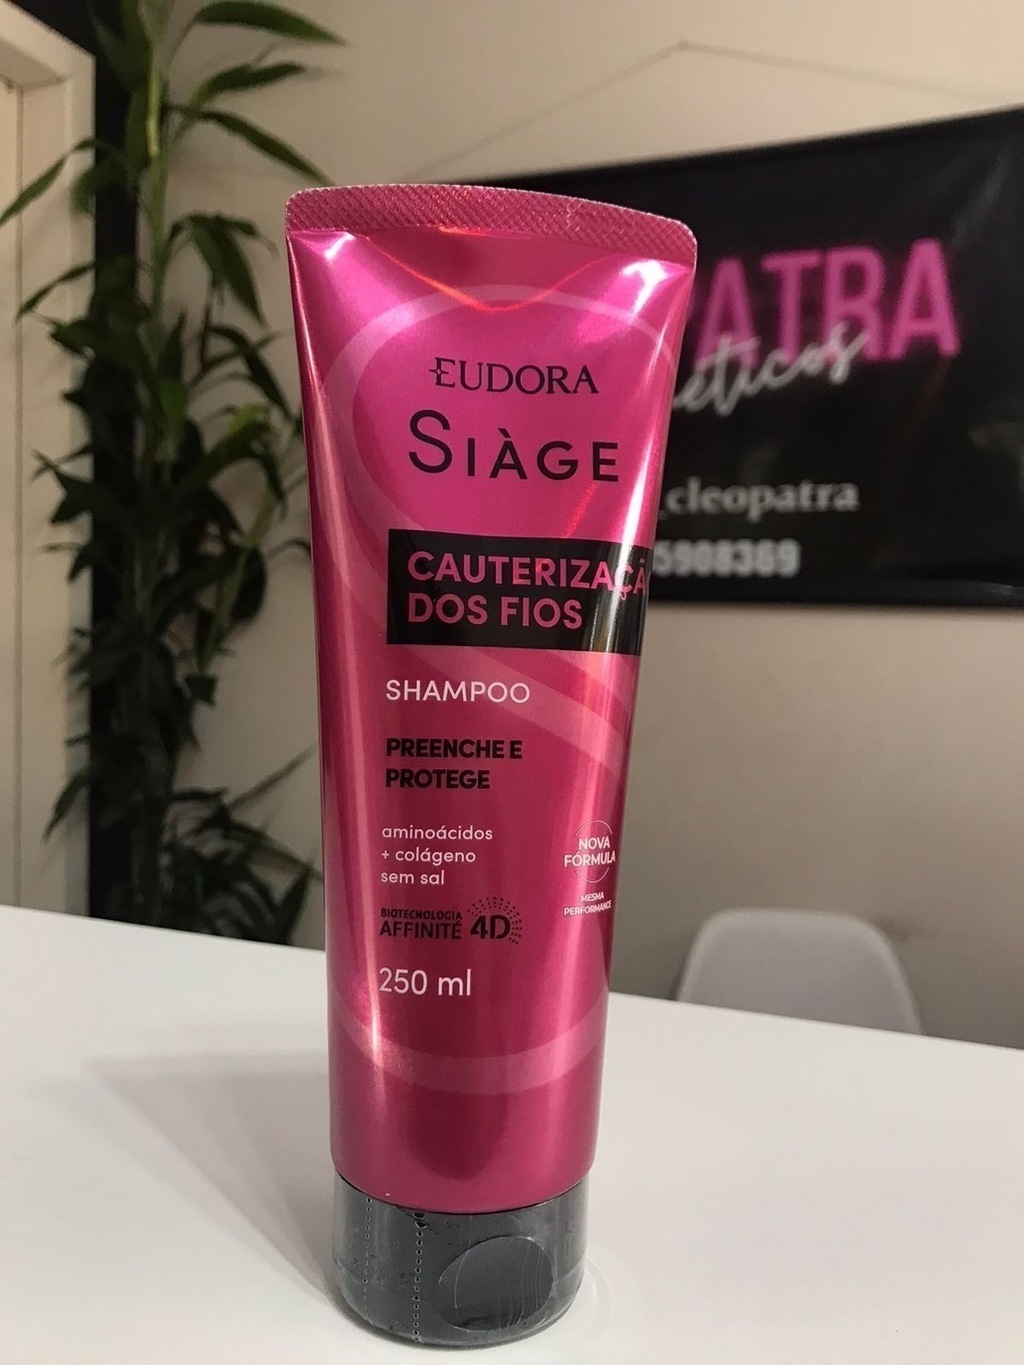 EUDORA
SIÀGE
CAUTERIZAÇÃ
DOS FIOS
SHAMPOO
PREENCHE E
PROTEGE
aminoácidos
+ colágeno
sem sal
BIOTECNOLOGIA
AFFINITÉ 4D
250 ml
NOVA
FÓRMULA
MESMA
PERFORMANCE
PATRA
éticos
_cleopatra
5908369